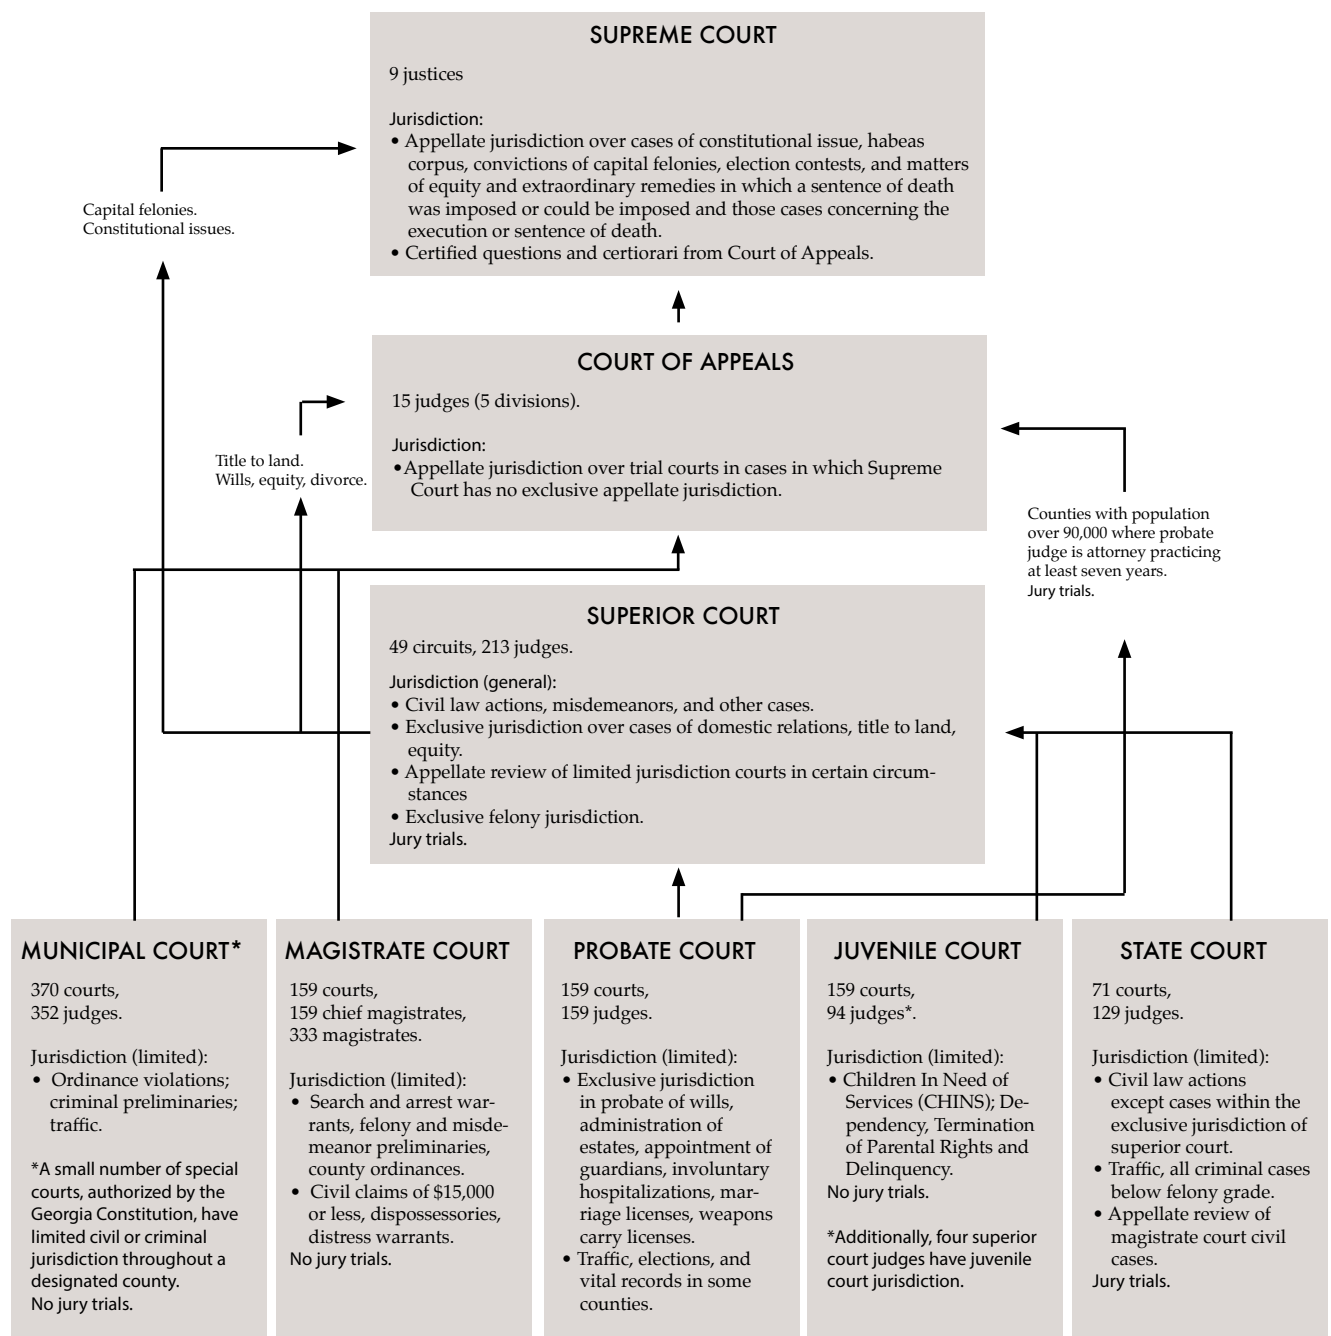 SUPREME COURT
9 justices
Jurisdiction:
• Appellate jurisdiction over cases of constitutional issue, habeas
corpus, convictions of capital felonies, election contests, and matters
of equity and extraordinary remedies in which a sentence of death
was imposed or could be imposed and those cases concerning the
execution or sentence of death.
• Certified questions and certiorari from Court of Appeals.
Capital felonies.
Constitutional issues.
COURT OF APPEALS
15 judges (5 divisions).
Jurisdiction:
•Appellate jurisdiction over trial courts in cases in which Supreme
Court has no exclusive appellate jurisdiction.
Title to land.
Wills, equity, divorce.
Counties with population
over 90,000 where probate
judge is attorney practicing
at least seven years.
Jury trials.
SUPERIOR COURT
49 circuits, 213 judges.
Jurisdiction (general):
• Civil law actions, misdemeanors, and other cases.
• Exclusive jurisdiction over cases of domestic relations, title to land,
equity.
• Appellate review of limited jurisdiction courts in certain circum-
stances
• Exclusive felony jurisdiction.
Jury trials.
MUNICIPAL COURT*
370 courts,
352 judges.
Jurisdiction (limited):
• Ordinance violations;
criminal preliminaries;
traffic.
*A small number of special
courts, authorized by the
Georgia Constitution, have
limited civil or criminal
jurisdiction throughout a
designated county.
No jury trials.
MAGISTRATE COURT
159 courts,
159 chief magistrates,
333 magistrates.
Jurisdiction (limited):
• Search and arrest war-
rants, felony and misde-
meanor preliminaries,
county ordinances.
• Civil claims of $15,000
or less, dispossessories,
distress warrants.
No jury trials.
PROBATE COURT
159 courts,
159 judges.
Jurisdiction (limited):
• Exclusive jurisdiction
in probate of wills,
administration of
estates, appointment of
guardians, involuntary
hospitalizations, mar-
riage licenses, weapons
carry licenses.
• Traffic, elections, and
vital records in some
counties.
JUVENILE COURT
159 courts,
94 judges*.
Jurisdiction (limited):
• Children In Need of
Services (CHINS); De-
pendency, Termination
of Parental Rights and
Delinquency.
No jury trials.
*Additionally, four superior
court judges have juvenile
court jurisdiction.
STATE COURT
71 courts,
129 judges.
Jurisdiction (limited):
• Civil law actions
except cases within the
exclusive jurisdiction of
superior court.
• Traffic, all criminal cases
below felony grade.
• Appellate review of
magistrate court civil
cases.
Jury trials.